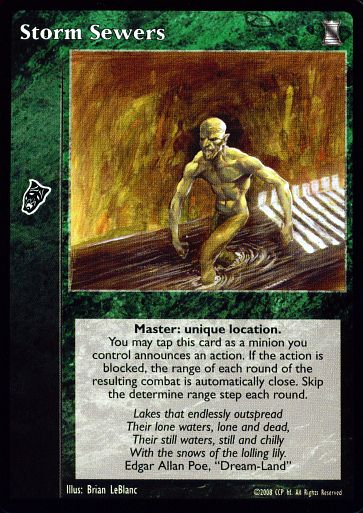 Storm Sewers
Master: unique location.
You may tap this card as a minion you
control announces an action. If the action is
blocked, the range of each round of the
resulting combat is automatically close. Skip
the determine range step each round.
Lakes that endlessly outspread
Their lone waters, lone and dead,
Their still waters, still and chilly
With the snows of the lolling lily.
Edgar Allan Poe, "Dream-Land"
Illus: Brian LeBlanc
©2008 CCP hf. All Rights Reserved